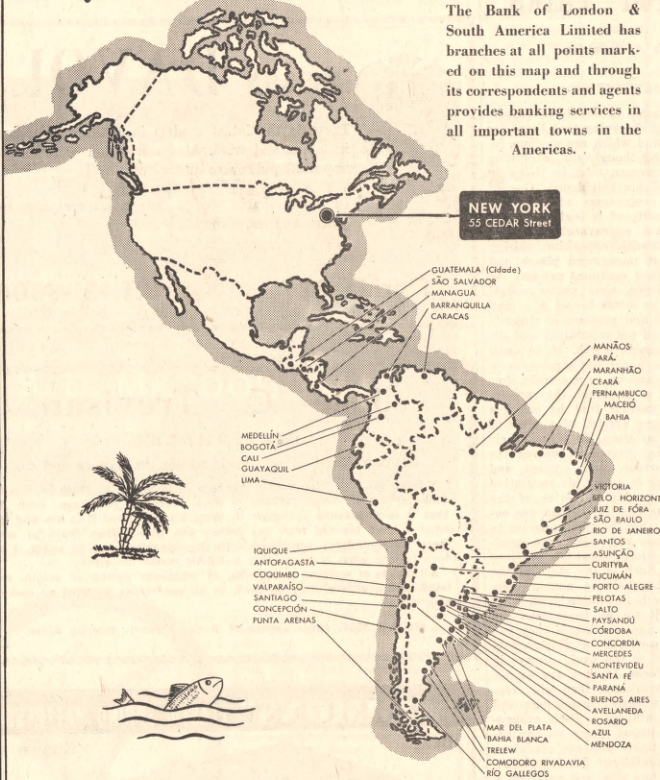 The Bank of London &
South America Limited has
branches at all points mark-
ed on this map and through
its correspondents and agents
provides banking services in
all important towns in the
Americas.
NEW YORK
55 CEDAR Street
GUATEMALA (Cidade)
SÃO SALVADOR
MANAGUA
BARRANQUILLA
CARACAS
MANÃOS
PARÁ
MARANHÃO
CEARÁ
PERNAMBUCO
MACEIÓ
BAHIA
MEDELLÍN
BOGOTÁ
CALI
GUAYAQUIL
LIMA
VICTORIA
BELO HORIZONT
JUIZ DE FÓRA
SÃO PAULO
RIO DE JANEIRO
SANTOS
ASUNÇÃO
CURITYBA
TUCUMÁN
PORTO ALEGRE
PELOTAS
SALTO
PAYSANDÚ
CÓRDOBA
CONCORDIA
MERCEDES
MONTEVIDÉU
SANTA FÉ
PARANÁ
BUENOS AIRES
AVELLANEDA
ROSARIO
AZUL
MENDOZA
IQUIQUE
ANTOFAGASTA
COQUIMBO
VALPARAÍSO
SANTIAGO
CONCEPCIÓN
PUNTA ARENAS
MAR DEL PLATA
BAHIA BLANCA
TRELEW
COMODORO RIVADAVIA
RÍO GALLEGOS